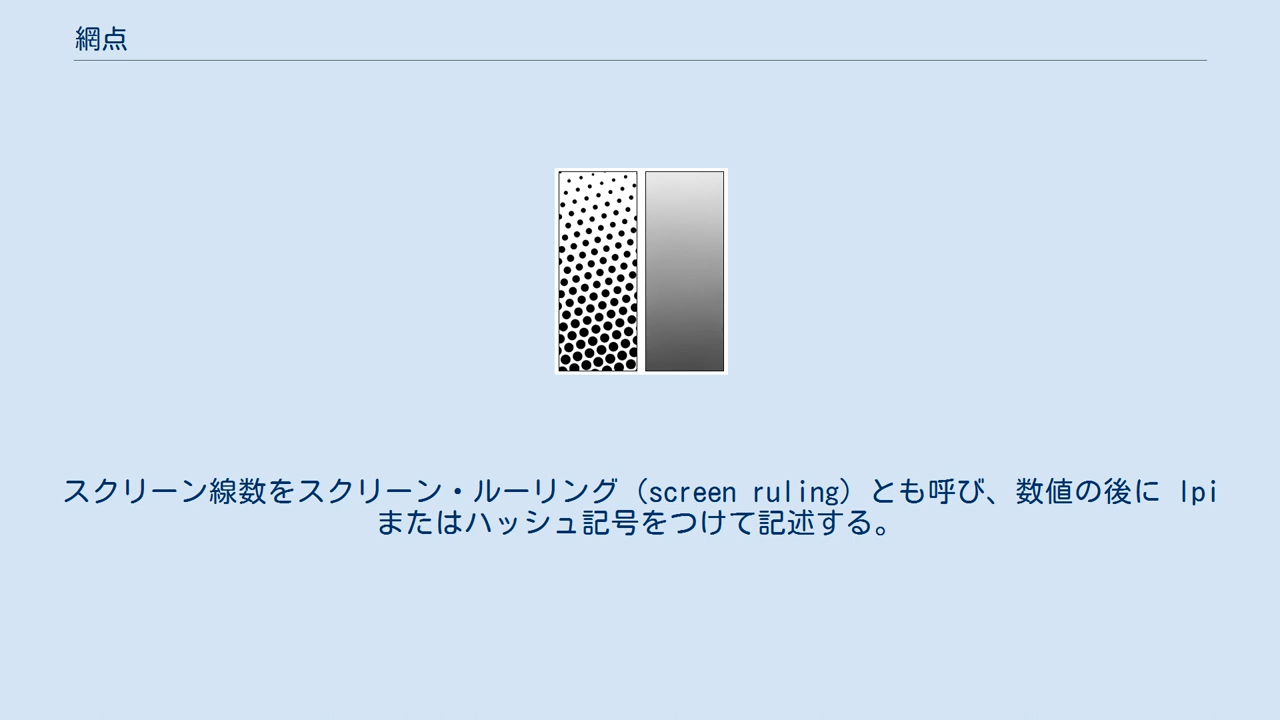 網点
スクリーン線数をスクリーン・ルーリング（screen ruling）とも呼び、数値の後に lpi
またはハッシュ記号をつけて記述する。